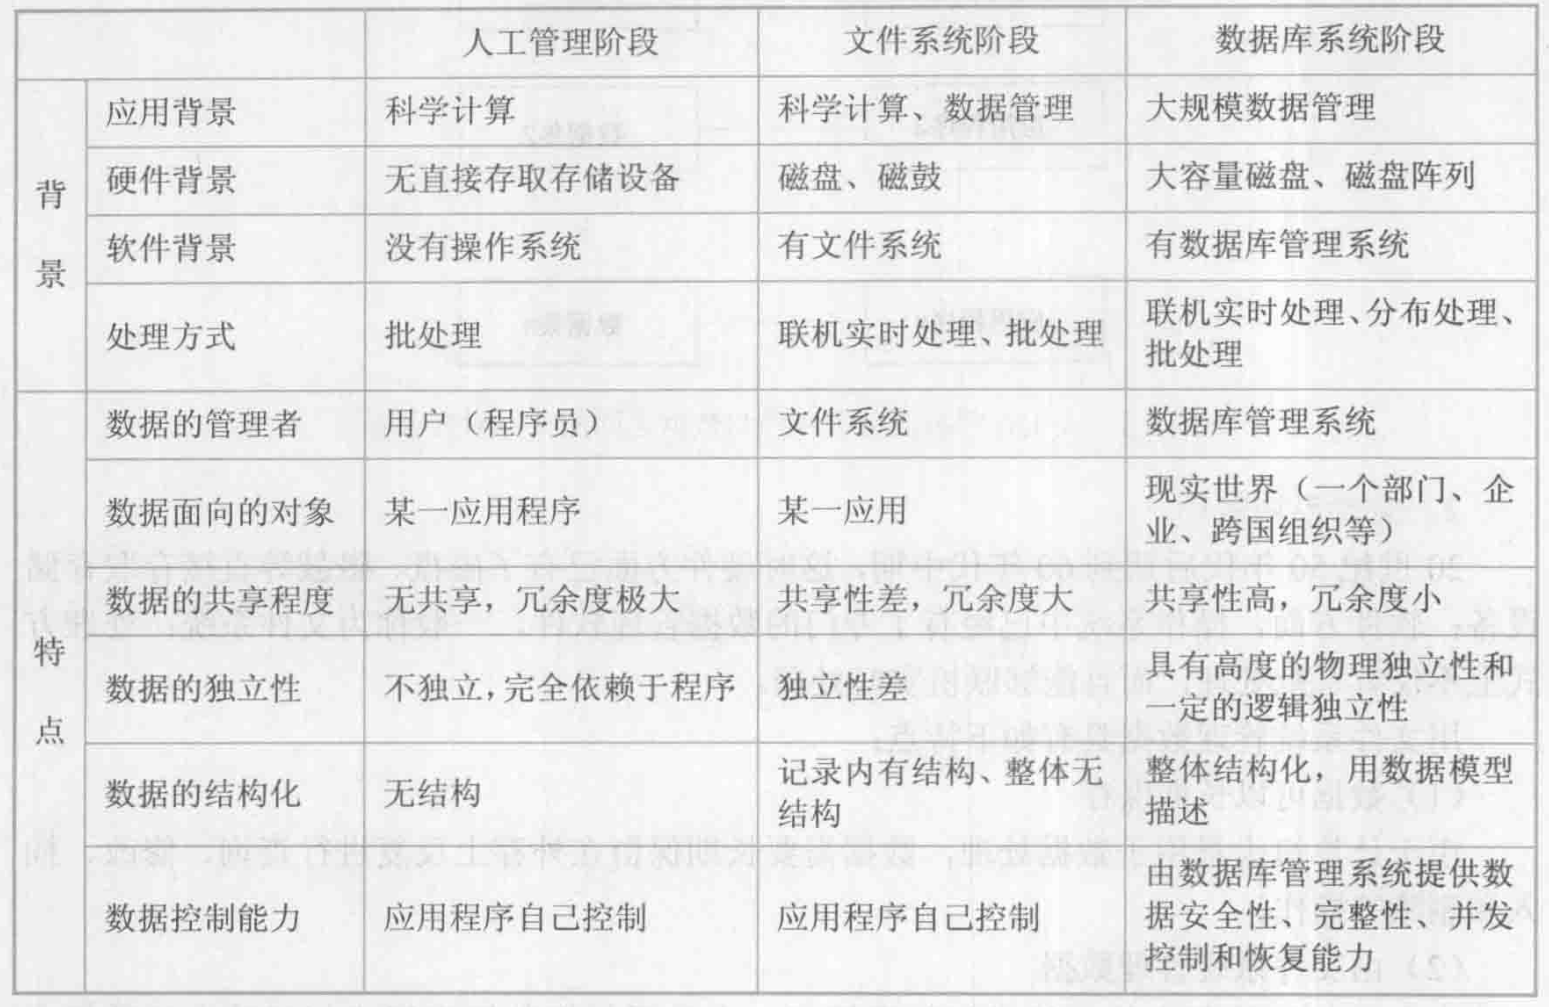 人工管理阶段 文件系统阶段 数据库系统阶段
背景
应用背景 科学计算 科学计算、数据管理 大规模数据管理
硬件背景 无直接存取存储设备 磁盘、磁鼓 大容量磁盘、磁盘阵列
软件背景 没有操作系统 有文件系统 有数据库管理系统
处理方式 批处理 联机实时处理、批处理 联机实时处理、分布处理、
批处理
特点
数据的管理者 用户（程序员） 文件系统 数据库管理系统
数据面向的对象 某一应用程序 某一应用 现实世界（一个部门、企
业、跨国组织等）
数据的共享程度 无共享，冗余度极大 共享性差，冗余度大 共享性高，冗余度小
数据的独立性 不独立，完全依赖于程序 独立性差 具有高度的物理独立性和
一定的逻辑独立性
数据的结构化 无结构 记录内有结构、整体无
结构 整体结构化，用数据模型
描述
数据控制能力 应用程序自己控制 应用程序自己控制 由数据库管理系统提供数
据安全性、完整性、并发
控制和恢复能力